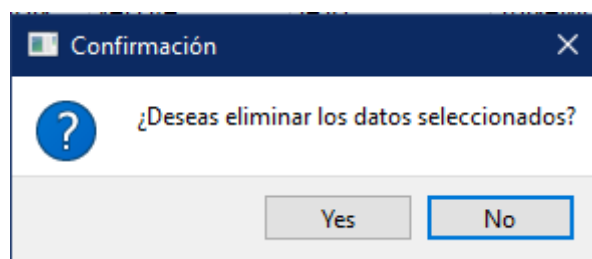 Confirmación
¿Deseas eliminar los datos seleccionados?
Yes
No